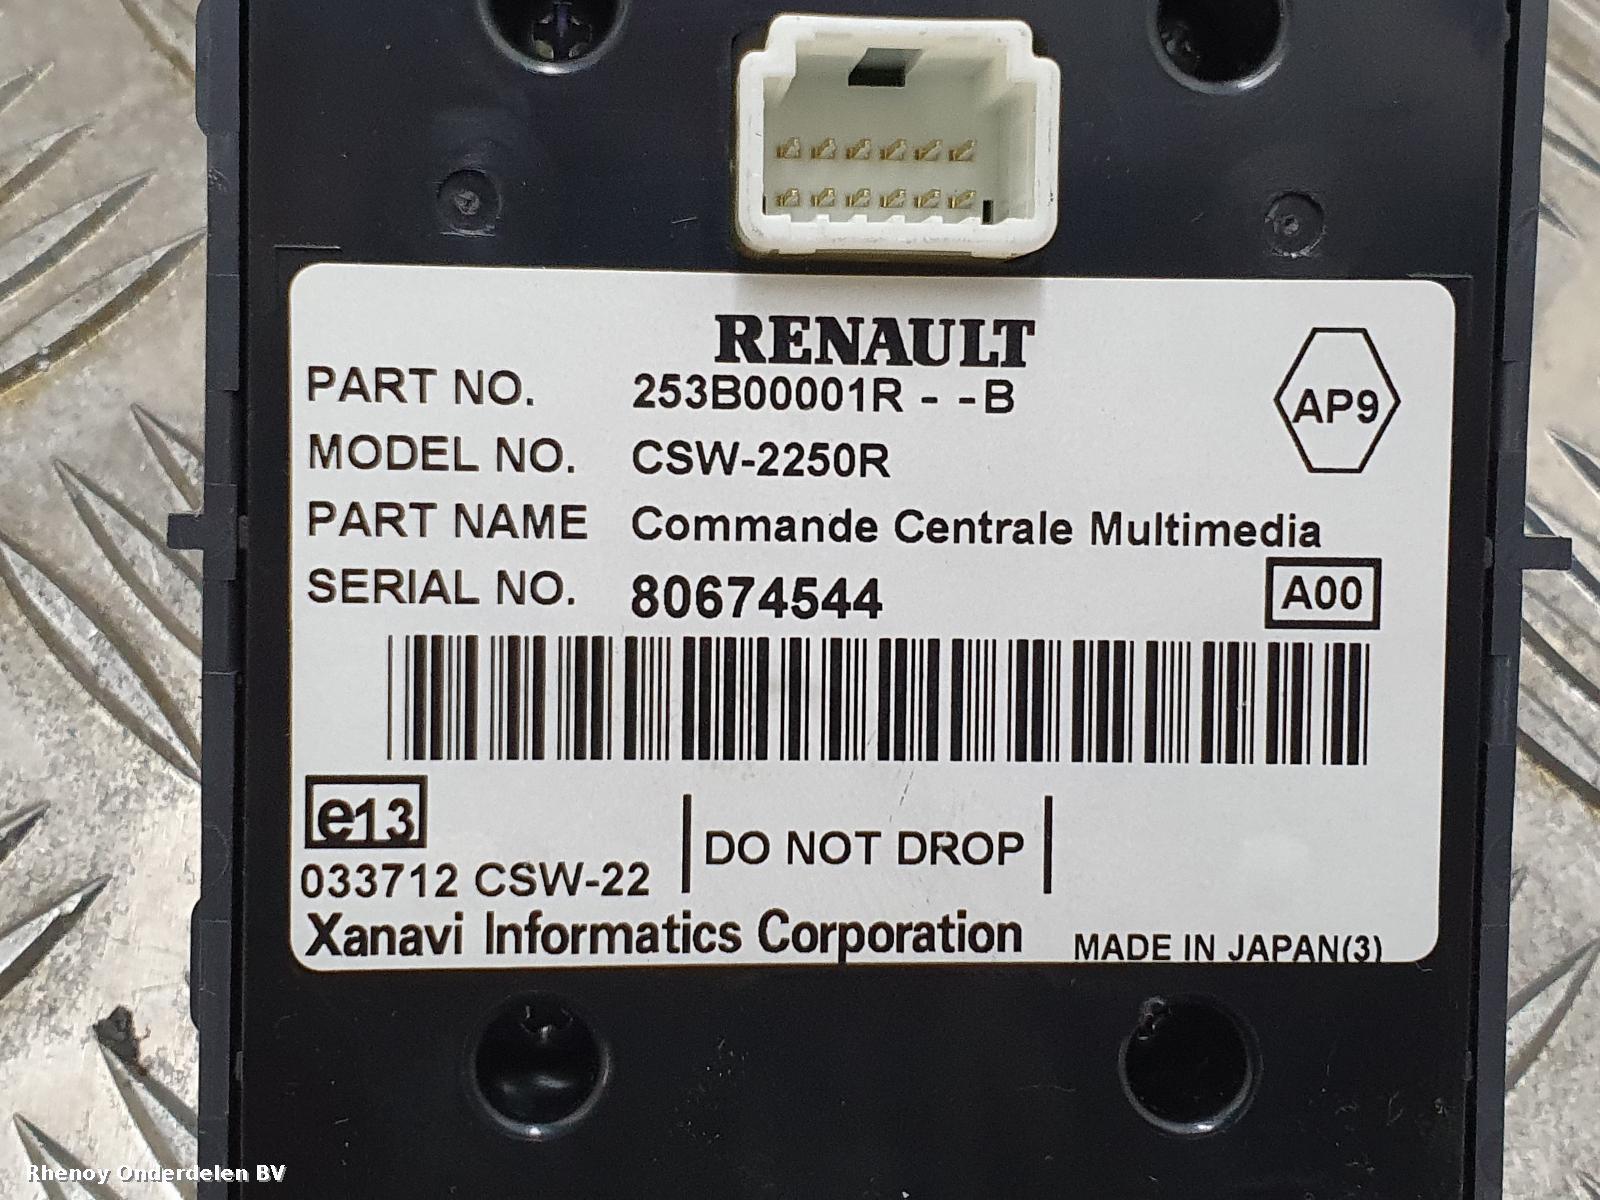 RENAULT
PART NO. 253B00001R - -B
AP9
MODEL NO. CSW-2250R
PART NAME Commande Centrale Multimedia
SERIAL NO. 80674544
A00
e13
DO NOT DROP
033712 CSW-22
Xanavi Informatics Corporation MADE IN JAPAN(3)
Rhenoy Onderdelen BV